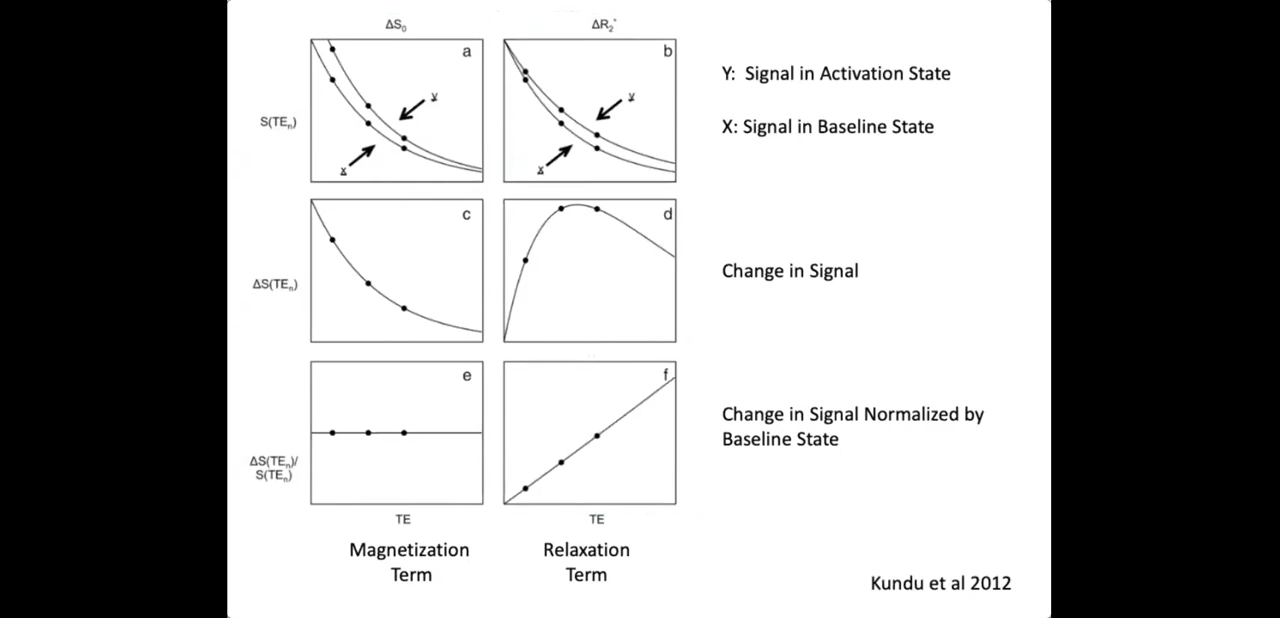 ΔS₀
ΔR₂*
a
b
Y: Signal in Activation State
y
y
S(TEₙ)
X: Signal in Baseline State
x
x
c
d
Change in Signal
ΔS(TEₙ)
e
f
Change in Signal Normalized by
Baseline State
ΔS(TEₙ)/
S(TEₙ)
TE
TE
Magnetization
Term
Relaxation
Term
Kundu et al 2012